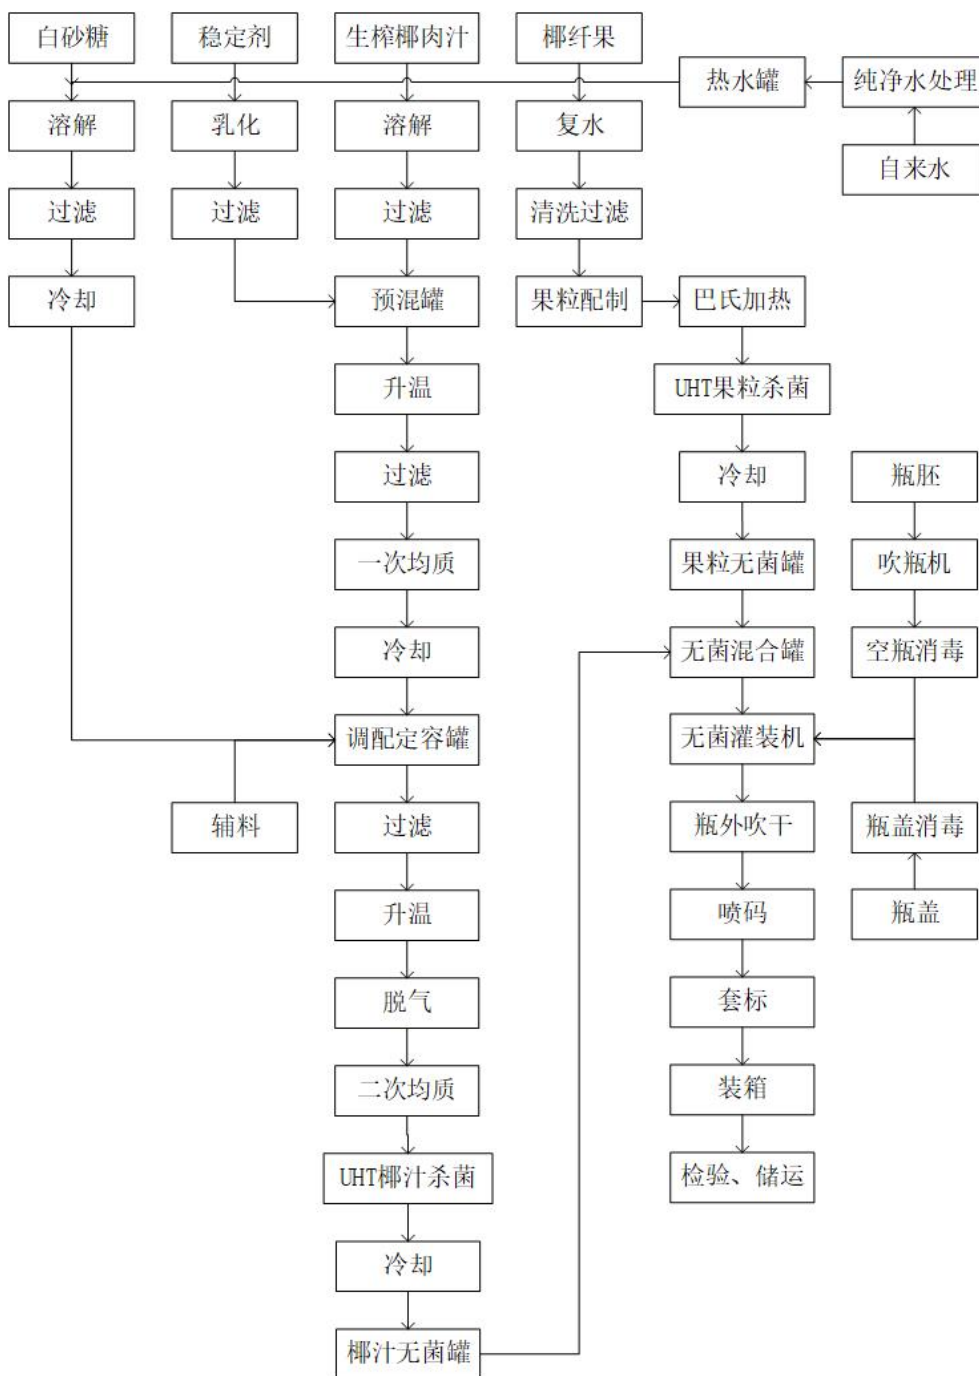 白砂糖
稳定剂
生榨椰肉汁
椰纤果
热水罐
纯净水处理
溶解
乳化
溶解
复水
自来水
过滤
过滤
过滤
清洗过滤
冷却
预混罐
果粒配制
巴氏加热
升温
UHT果粒杀菌
过滤
冷却
瓶胚
一次均质
果粒无菌罐
吹瓶机
冷却
无菌混合罐
空瓶消毒
调配定容罐
无菌灌装机
辅料
过滤
瓶外吹干
瓶盖消毒
升温
喷码
瓶盖
脱气
套标
二次均质
装箱
UHT椰汁杀菌
检验、储运
冷却
椰汁无菌罐